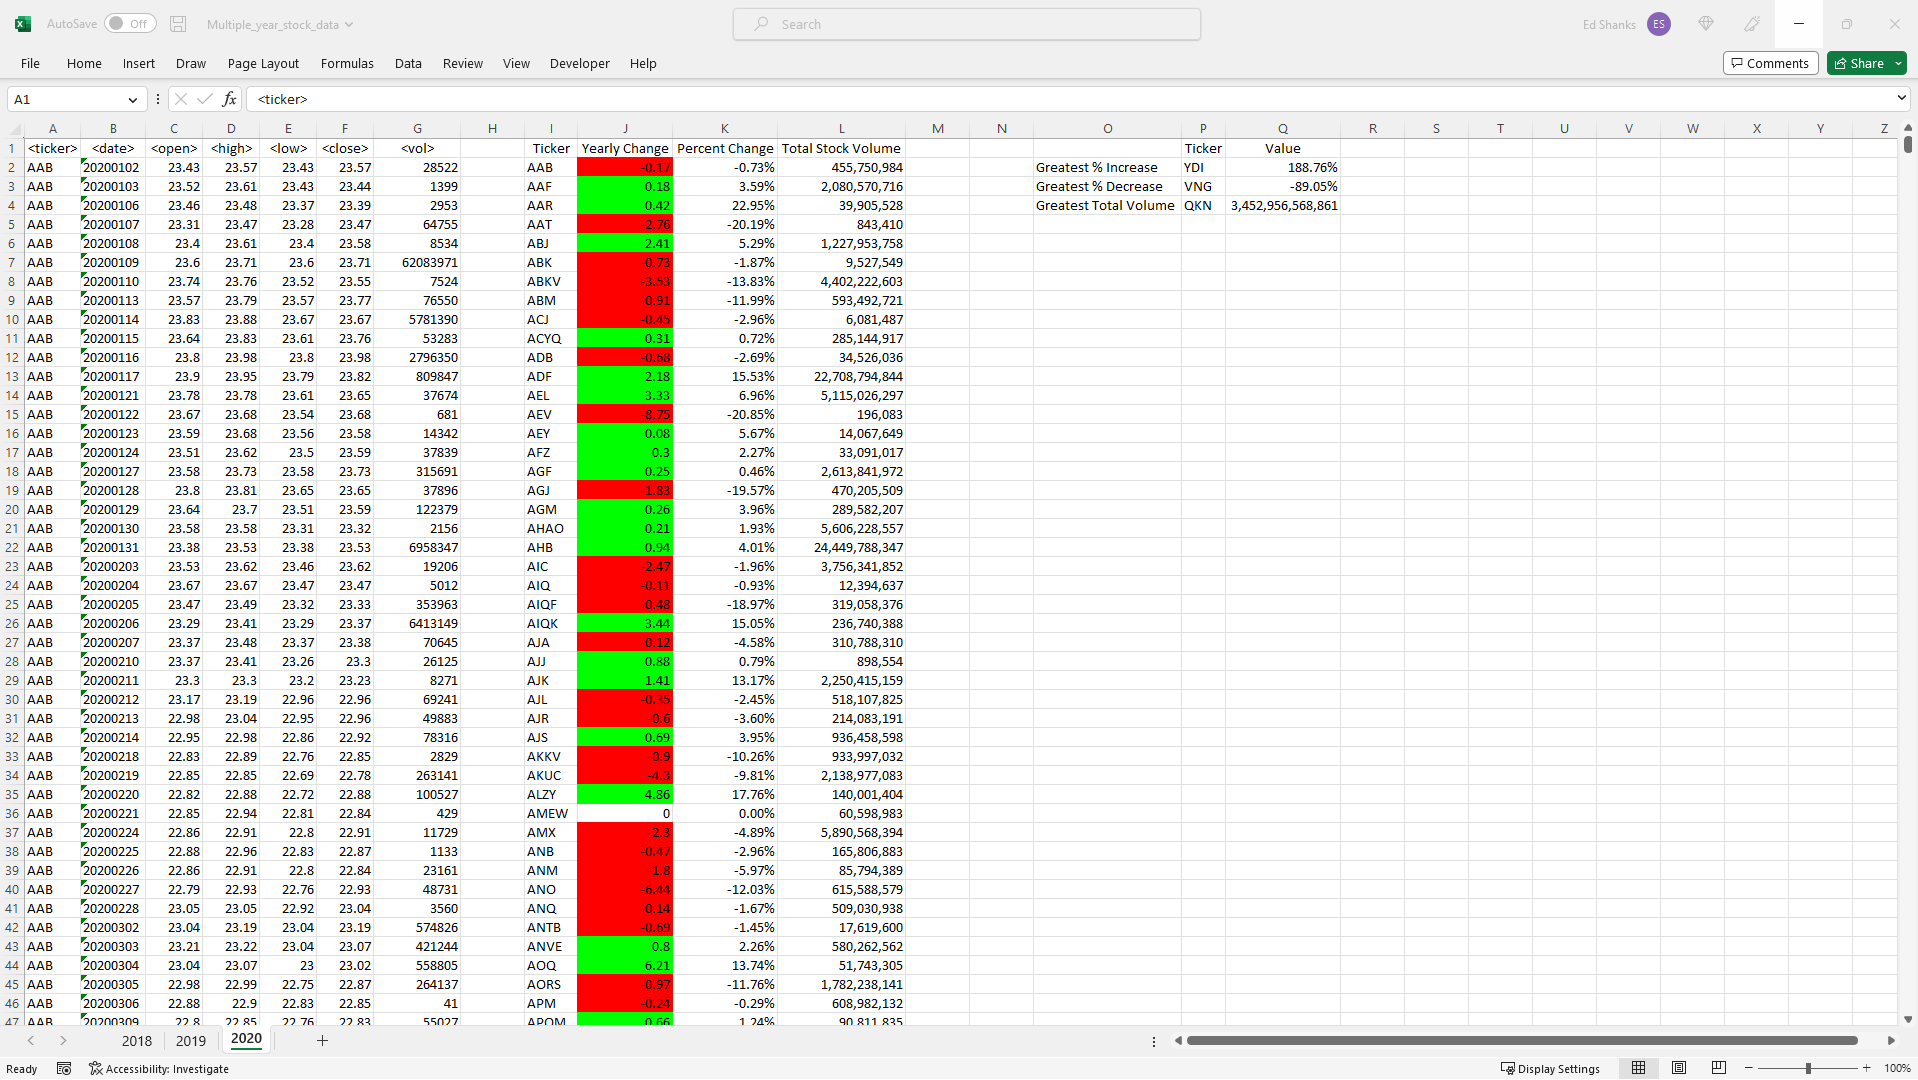 AutoSave Off Multiple_year_stock_data Search Ed Shanks ES
File Home Insert Draw Page Layout Formulas Data Review View Developer Help Comments Share
A1 fx <ticker>
A B C D E F G H I J K L M N O P Q R S T U V W X Y Z
1 <ticker> <date> <open> <high> <low> <close> <vol> Ticker Yearly Change Percent Change Total Stock Volume Ticker Value
2 AAB 20200102 23.43 23.57 23.43 23.57 28522 AAB -0.17 -0.73% 455,750,984 Greatest % Increase YDI 188.76%
3 AAB 20200103 23.52 23.61 23.43 23.44 1399 AAF 0.18 3.59% 2,080,570,716 Greatest % Decrease VNG -89.05%
4 AAB 20200106 23.46 23.48 23.37 23.39 2953 AAR 0.42 22.95% 39,905,528 Greatest Total Volume QKN 3,452,956,568,861
5 AAB 20200107 23.31 23.47 23.28 23.47 64755 AAT -2.76 -20.19% 843,410
6 AAB 20200108 23.4 23.61 23.4 23.58 8534 ABJ 2.41 5.29% 1,227,953,758
7 AAB 20200109 23.6 23.71 23.6 23.71 62083971 ABK -0.73 -1.87% 9,527,549
8 AAB 20200110 23.74 23.76 23.52 23.55 7524 ABKV -3.53 -13.83% 4,402,222,603
9 AAB 20200113 23.57 23.79 23.57 23.77 76550 ABM -0.91 -11.99% 593,492,721
10 AAB 20200114 23.83 23.88 23.67 23.67 5781390 ACJ -0.45 -2.96% 6,081,487
11 AAB 20200115 23.64 23.83 23.61 23.76 53283 ACYQ 0.31 0.72% 285,144,917
12 AAB 20200116 23.8 23.98 23.8 23.98 2796350 ADB -0.68 -2.69% 34,526,036
13 AAB 20200117 23.9 23.95 23.79 23.82 809847 ADF 2.18 15.53% 22,708,794,844
14 AAB 20200121 23.78 23.78 23.61 23.65 37674 AEL 3.33 6.96% 5,115,026,297
15 AAB 20200122 23.67 23.68 23.54 23.68 681 AEV -8.75 -20.85% 196,083
16 AAB 20200123 23.59 23.68 23.56 23.58 14342 AEY 0.08 5.67% 14,067,649
17 AAB 20200124 23.51 23.62 23.5 23.59 37839 AFZ 0.3 2.27% 33,091,017
18 AAB 20200127 23.58 23.73 23.58 23.73 315691 AGF 0.25 0.46% 2,613,841,972
19 AAB 20200128 23.8 23.81 23.65 23.65 37896 AGJ -1.83 -19.57% 470,205,509
20 AAB 20200129 23.64 23.7 23.51 23.59 122379 AGM 0.26 3.96% 289,582,207
21 AAB 20200130 23.58 23.58 23.31 23.32 2156 AHAO 0.21 1.93% 5,606,228,557
22 AAB 20200131 23.38 23.53 23.38 23.53 6958347 AHB 0.94 4.01% 24,449,788,347
23 AAB 20200203 23.53 23.62 23.46 23.62 19206 AIC -2.47 -1.96% 3,756,341,852
24 AAB 20200204 23.67 23.67 23.47 23.47 5012 AIQ -0.11 -0.93% 12,394,637
25 AAB 20200205 23.47 23.49 23.32 23.33 353963 AIQF -0.48 -18.97% 319,058,376
26 AAB 20200206 23.29 23.41 23.29 23.37 6413149 AIQK 3.44 15.05% 236,740,388
27 AAB 20200207 23.37 23.48 23.37 23.38 70645 AJA -0.12 -4.58% 310,788,310
28 AAB 20200210 23.37 23.41 23.26 23.3 26125 AJJ 0.88 0.79% 898,554
29 AAB 20200211 23.3 23.3 23.2 23.23 8271 AJK 1.41 13.17% 2,250,415,159
30 AAB 20200212 23.17 23.19 22.96 22.96 69241 AJL -0.35 -2.45% 518,107,825
31 AAB 20200213 22.98 23.04 22.95 22.96 49883 AJR -0.6 -3.60% 214,083,191
32 AAB 20200214 22.95 22.98 22.86 22.92 78316 AJS 0.69 3.95% 936,458,598
33 AAB 20200218 22.83 22.89 22.76 22.85 2829 AKKV -0.9 -10.26% 933,997,032
34 AAB 20200219 22.85 22.85 22.69 22.78 263141 AKUC -4.3 -9.81% 2,138,977,083
35 AAB 20200220 22.82 22.88 22.72 22.88 100527 ALZY 4.86 17.76% 140,001,404
36 AAB 20200221 22.85 22.94 22.81 22.84 429 AMEW 0 0.00% 60,598,983
37 AAB 20200224 22.86 22.91 22.8 22.91 11729 AMX -2.3 -4.89% 5,890,568,394
38 AAB 20200225 22.88 22.96 22.83 22.87 1133 ANB -0.47 -2.96% 165,806,883
39 AAB 20200226 22.86 22.91 22.8 22.84 23161 ANM -1.8 -5.97% 85,794,389
40 AAB 20200227 22.79 22.93 22.76 22.93 48731 ANO -6.44 -12.03% 615,588,579
41 AAB 20200228 23.05 23.05 22.92 23.04 3560 ANQ -0.14 -1.67% 509,030,938
42 AAB 20200302 23.04 23.19 23.04 23.19 574826 ANTB -0.69 -1.45% 17,619,600
43 AAB 20200303 23.21 23.22 23.04 23.07 421244 ANVE 0.8 2.26% 580,262,562
44 AAB 20200304 23.04 23.07 23 23.02 558805 AOQ 6.21 13.74% 51,743,305
45 AAB 20200305 22.98 22.99 22.75 22.87 264137 AORS -0.97 -11.76% 1,782,238,141
46 AAB 20200306 22.88 22.9 22.83 22.85 41 APM -0.24 -0.29% 608,982,132
47 AAB 20200309 22.8 22.85 22.76 22.83 55027 APOM 0.66 1.24% 90,811,835
2018 2019 2020
Ready Accessibility: Investigate Display Settings 100%